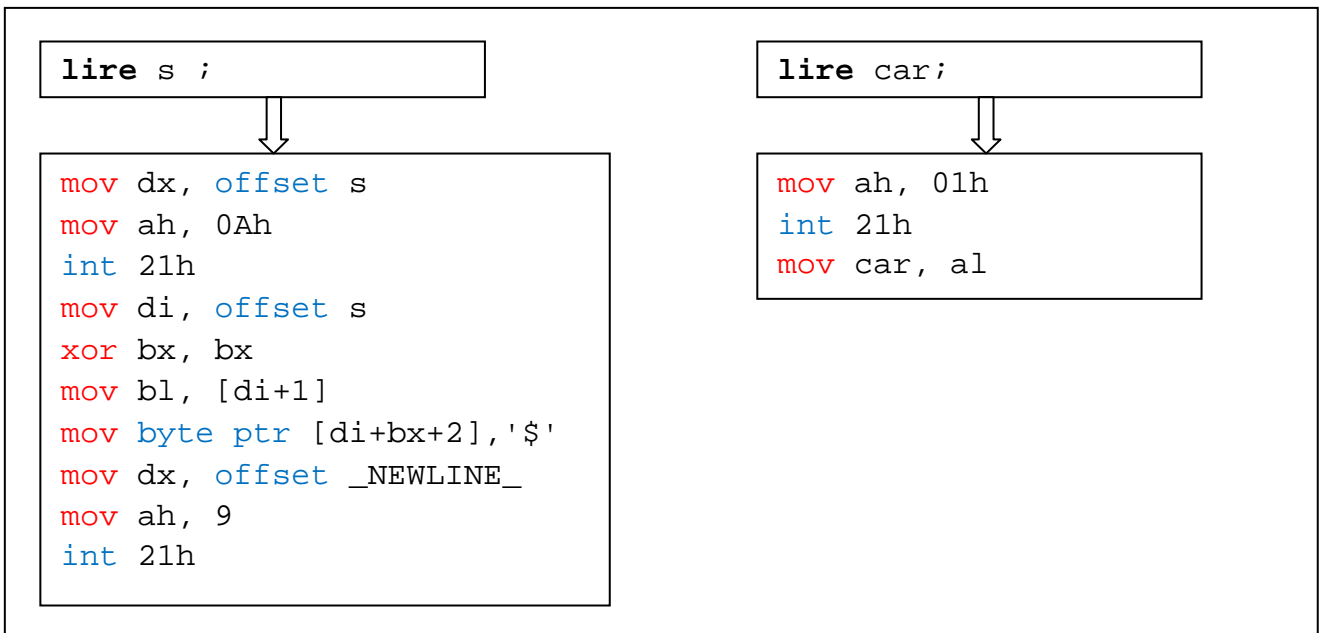 lire s ;
mov dx, offset s
mov ah, 0Ah
int 21h
mov di, offset s
xor bx, bx
mov bl, [di+1]
mov byte ptr [di+bx+2],'$'
mov dx, offset _NEWLINE_
mov ah, 9
int 21h
lire car;
mov ah, 01h
int 21h
mov car, al